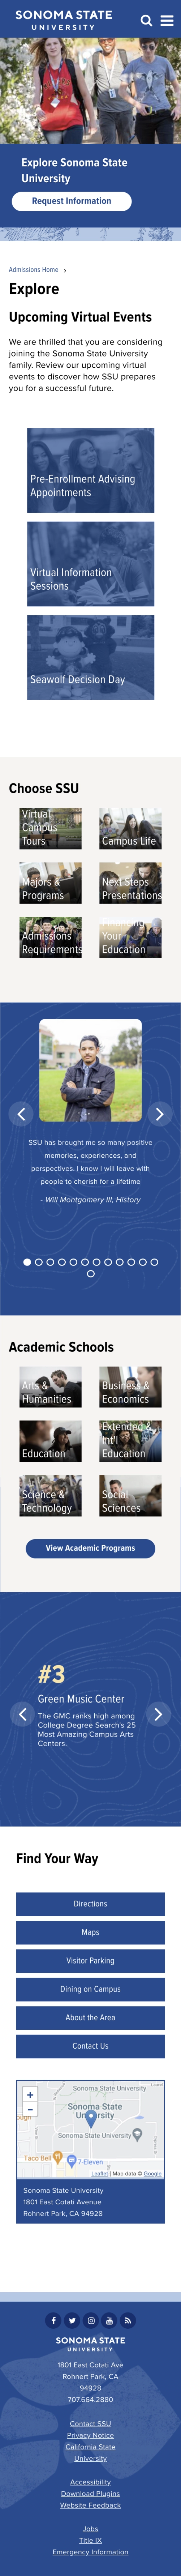 SONOMA STATE
UNIVERSITY
Explore Sonoma State
University
Request Information
Admissions Home ›
Explore
Upcoming Virtual Events
We are thrilled that you are considering
joining the Sonoma State University
family. Review our upcoming virtual
events to discover how SSU prepares
you for a successful future.
Pre-Enrollment Advising
Appointments
Virtual Information
Sessions
Seawolf Decision Day
Choose SSU
Virtual
Campus
Tours
Campus Life
Majors &
Programs
Next Steps
Presentations
Admissions
Requirements
Your
Education
SSU has brought me so many positive
memories, experiences, and
perspectives. I know I will leave with
people to cherish for a lifetime
- Will Montgomery III, History
Academic Schools
Arts &
Humanities
Business &
Economics
Education
Extended &
Int'l
Education
Science &
Technology
Social
Sciences
View Academic Programs
#3
Green Music Center
The GMC ranks high among
College Degree Search's 25
Most Amazing Campus Arts
Centers.
Find Your Way
Directions
Maps
Visitor Parking
Dining on Campus
About the Area
Contact Us
+
-
Sonoma State University
Sonoma State
University
Sonoma State University
Taco Bell
7-Eleven
Leaflet | Map data © Google
Sonoma State University
1801 East Cotati Avenue
Rohnert Park, CA 94928
SONOMA STATE
UNIVERSITY
1801 East Cotati Ave
Rohnert Park, CA
94928
707.664.2880
Contact SSU
Privacy Notice
California State
University
Accessibility
Download Plugins
Website Feedback
Jobs
Title IX
Emergency Information